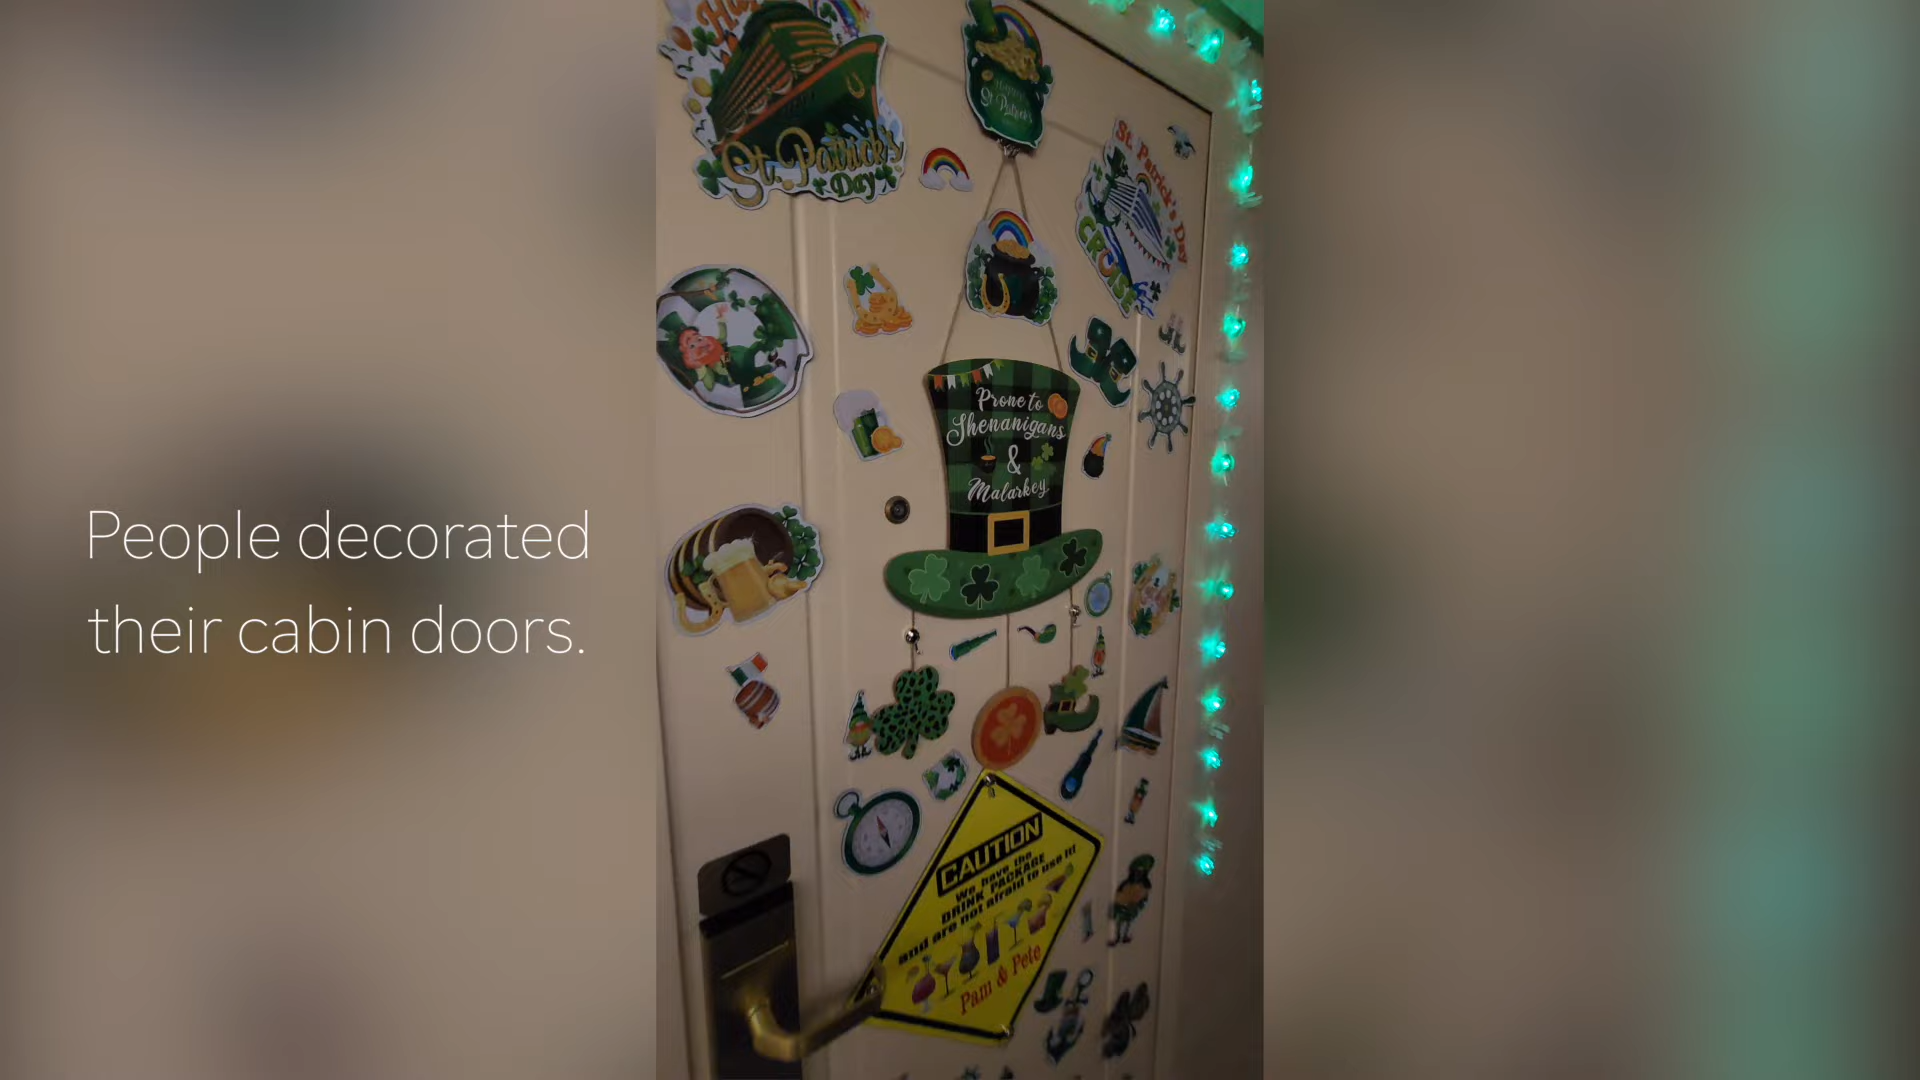 People decorated
their cabin doors.
St. Patrick's
Day
Happy
St. Patrick's
St. Patrick's Day
CRUISE
Prone to
Shenanigans
&
Malarkey
CAUTION
We have the
DRINK PACKAGE
and are not afraid to use it!
Pam & Pete